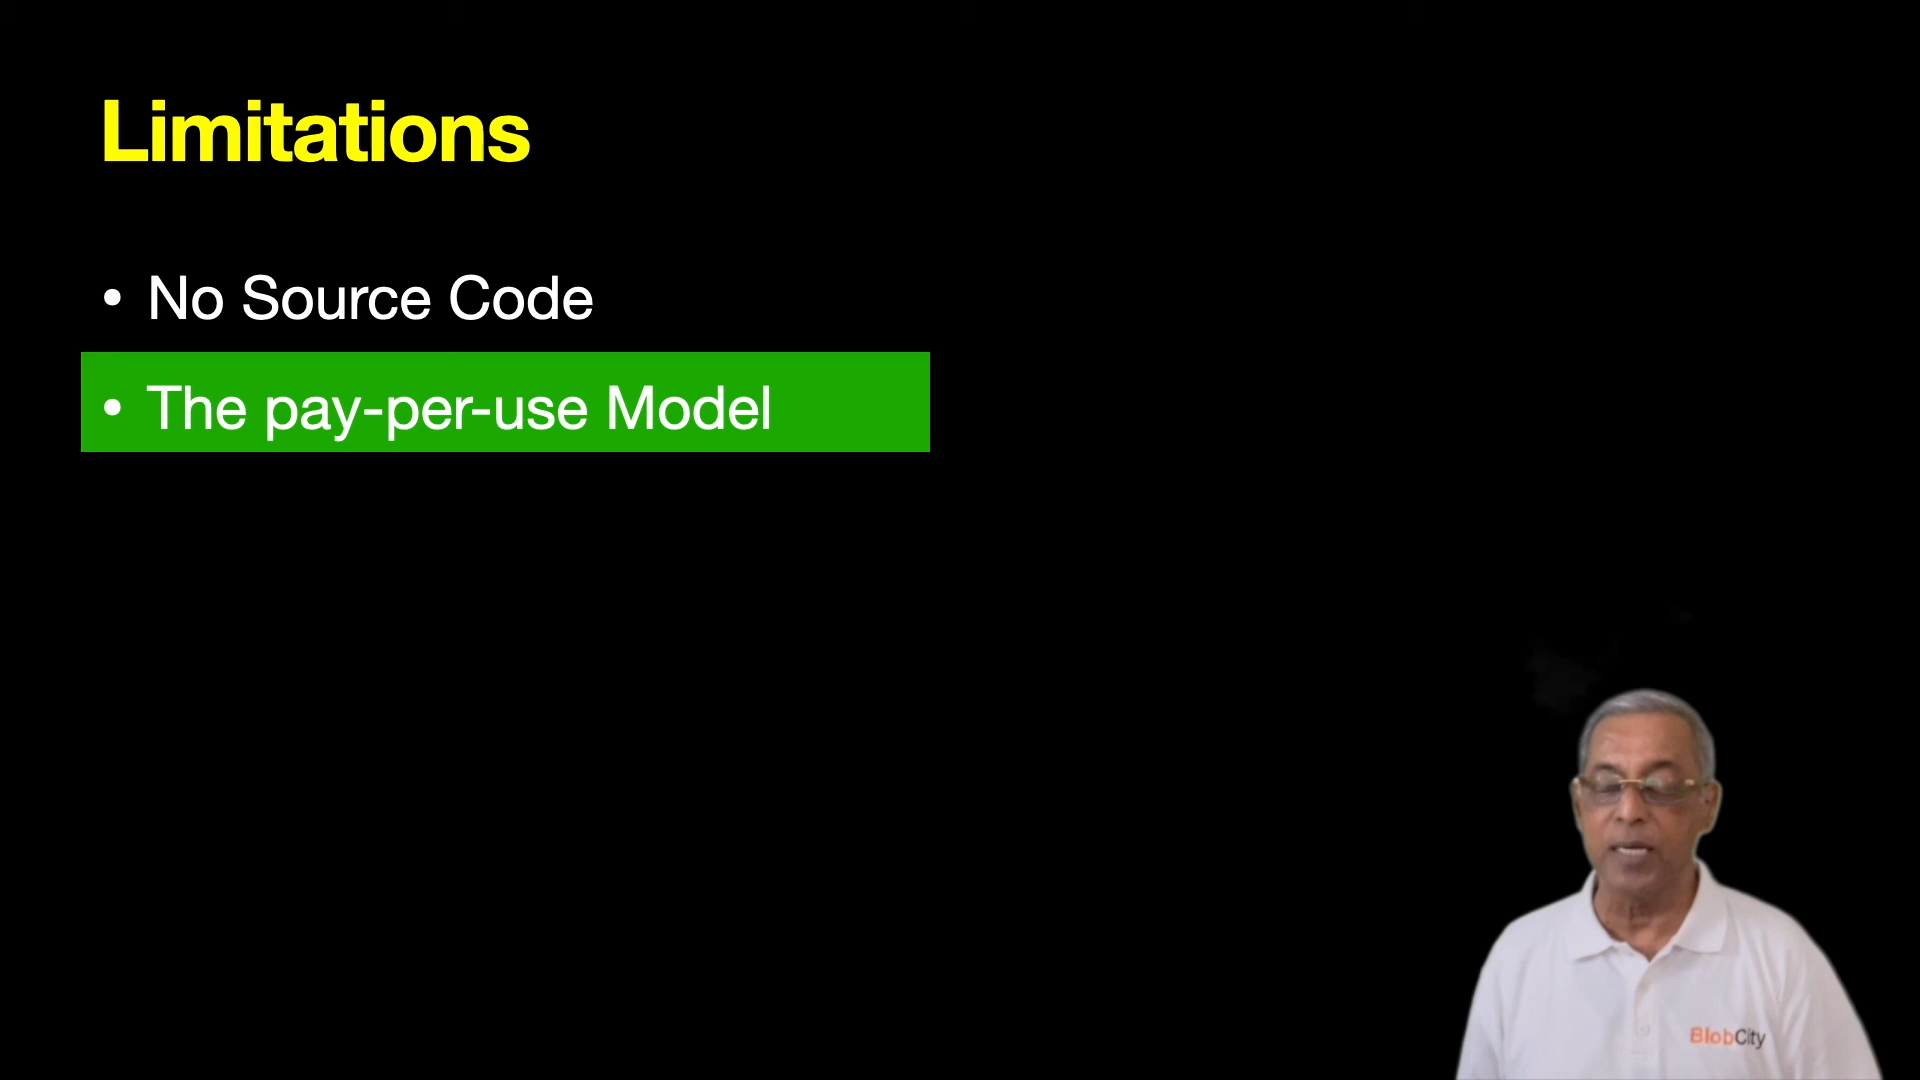 Limitations
• No Source Code
• The pay-per-use Model
BlobCity